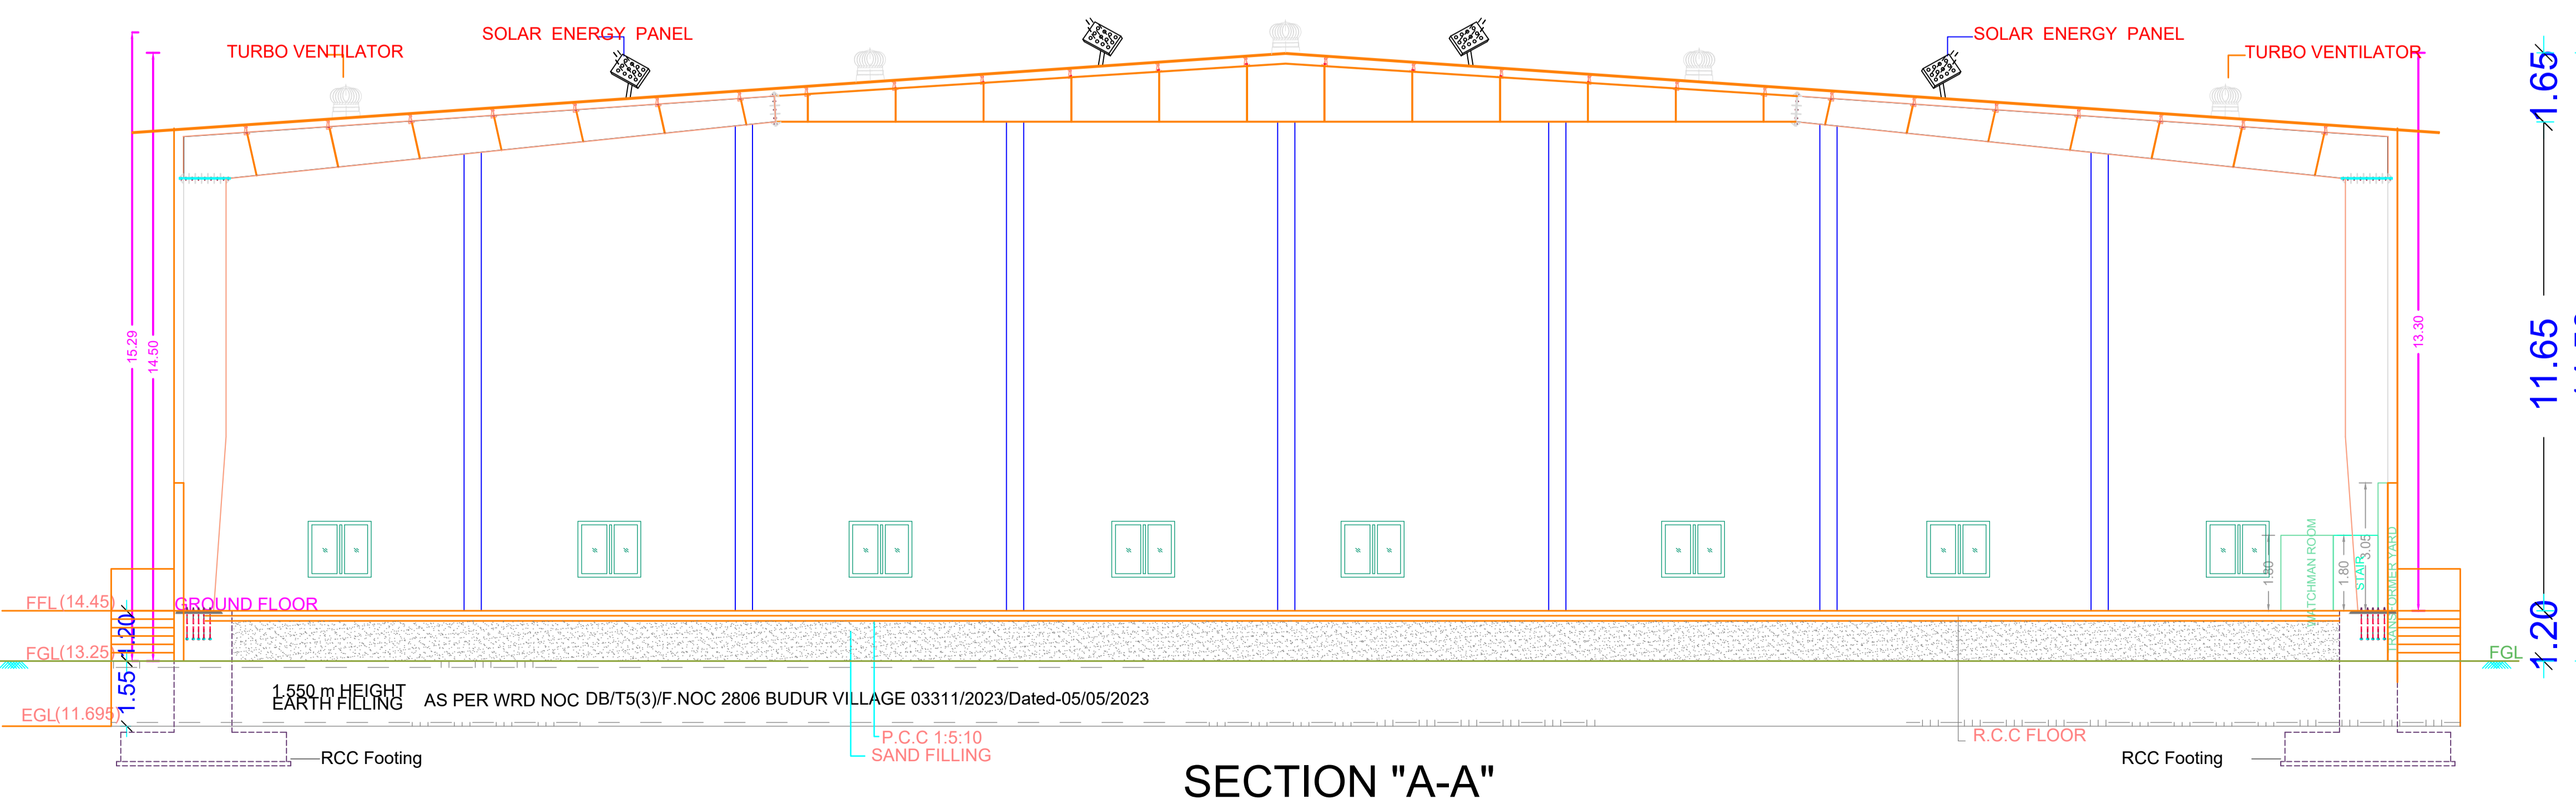 SOLAR ENERGY PANEL
TURBO VENTILATOR
SOLAR ENERGY PANEL
TURBO VENTILATOR
1.65
15.29
14.50
13.30
11.65
1.80
WATCHMAN ROOM
1.80
STAIR
3.05
TRANSFORMER YARD
FFL(14.45)
GROUND FLOOR
1.20
1.20
FGL(13.25)
FGL
1.55
1.550 m HEIGHT
EARTH FILLING
AS PER WRD NOC DB/T5(3)/F.NOC 2806 BUDUR VILLAGE 03311/2023/Dated-05/05/2023
EGL(11.695)
P.C.C 1:5:10
SAND FILLING
R.C.C FLOOR
RCC Footing
RCC Footing
SECTION "A-A"